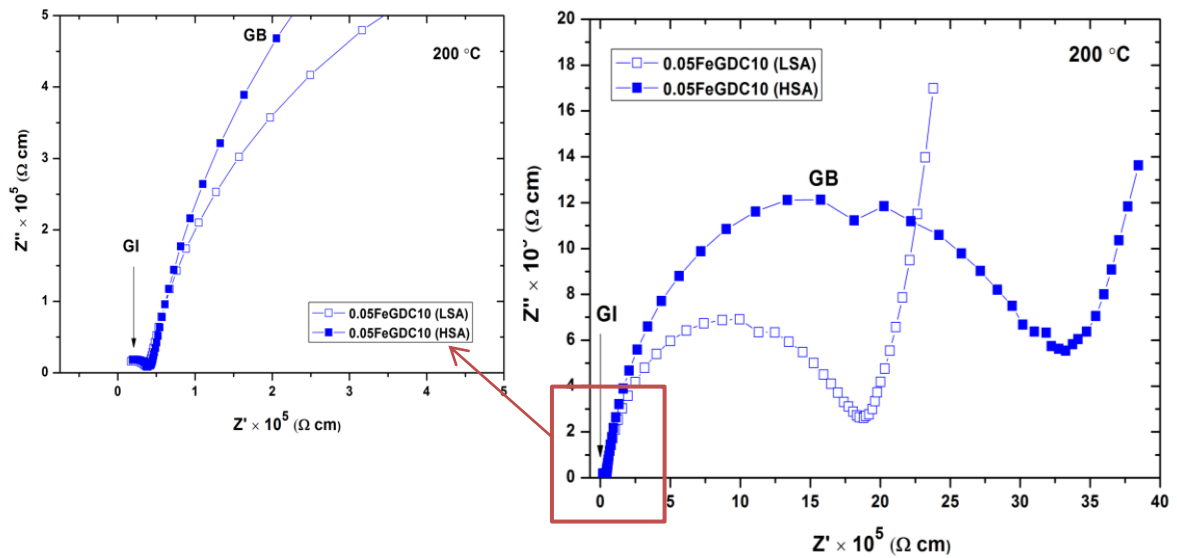 5
4
3
2
1
0
Z'' × 10⁵ (Ω cm)
GB
200 °C
GI
0.05FeGDC10 (LSA)
0.05FeGDC10 (HSA)
0 1 2 3 4 5
Z' × 10⁵ (Ω cm)
20
18
16
14
12
10
8
6
4
2
0
Z'' × (Ω cm)
0.05FeGDC10 (LSA)
0.05FeGDC10 (HSA)
200 °C
GB
GI
0 5 10 15 20 25 30 35 40
Z' × 10⁵ (Ω cm)